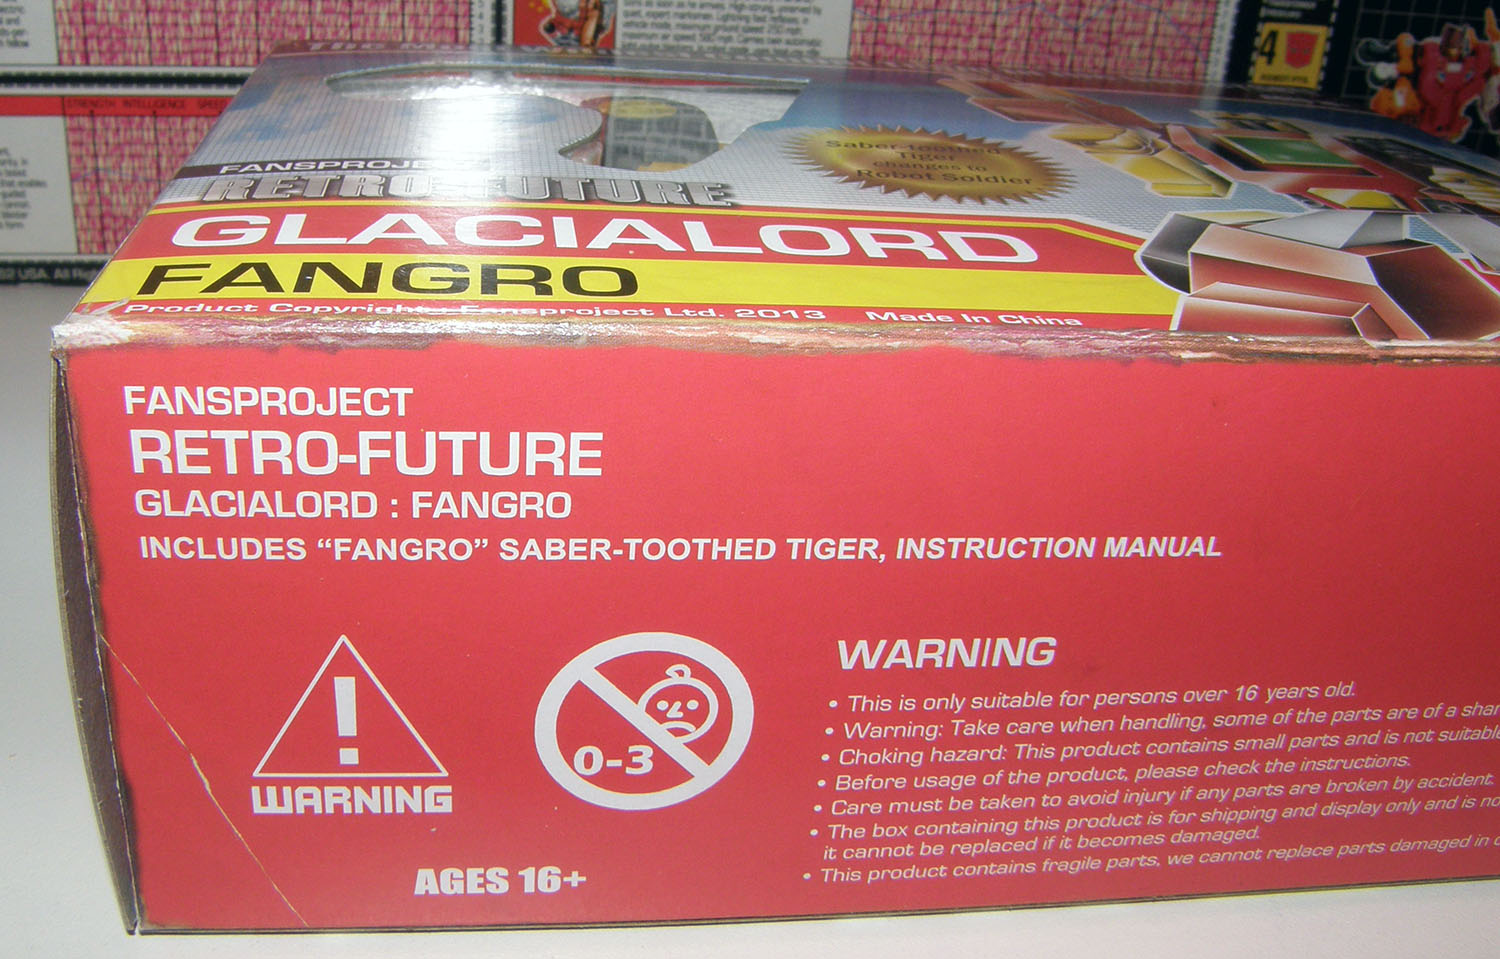 STRENGTH INTELLIGENCE SPEED
4
Saber-toothed
Tiger
changes to
Robot Soldier
FANSPROJECT
RETRO-FUTURE
GLACIALORD
FANGRO
Product Copyright Fansproject Ltd. 2013 Made In China
FANSPROJECT
RETRO-FUTURE
GLACIALORD : FANGRO
INCLUDES “FANGRO” SABER-TOOTHED TIGER, INSTRUCTION MANUAL
WARNING
0-3
AGES 16+
WARNING
• This is only suitable for persons over 16 years old.
• Warning: Take care when handling, some of the parts are of a
• Choking hazard: This product contains small parts and is not
• Before usage of the product, please check the instructions.
• Care must be taken to avoid injury if any parts are broken by accident.
• The box containing this product is for shipping and display only and is
it cannot be replaced if it becomes damaged.
• This product contains fragile parts, we cannot replace parts damaged in